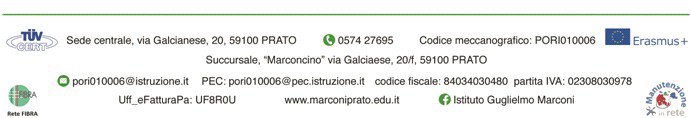 TÜV
CERT
Sede centrale, via Galcianese, 20, 59100 PRATO 0574 27695 Codice meccanografico: PORI010006
Erasmus+
Succursale, “Marconcino” via Galciaese, 20/f, 59100 PRATO
pori010006@istruzione.it PEC: pori010006@pec.istruzione.it codice fiscale: 84034030480 partita IVA: 02308030978
FIBRA
Rete FIBRA
Uff_eFatturaPa: UF8R0U www.marconiprato.edu.it Istituto Guglielmo Marconi
Manutenzione
in rete